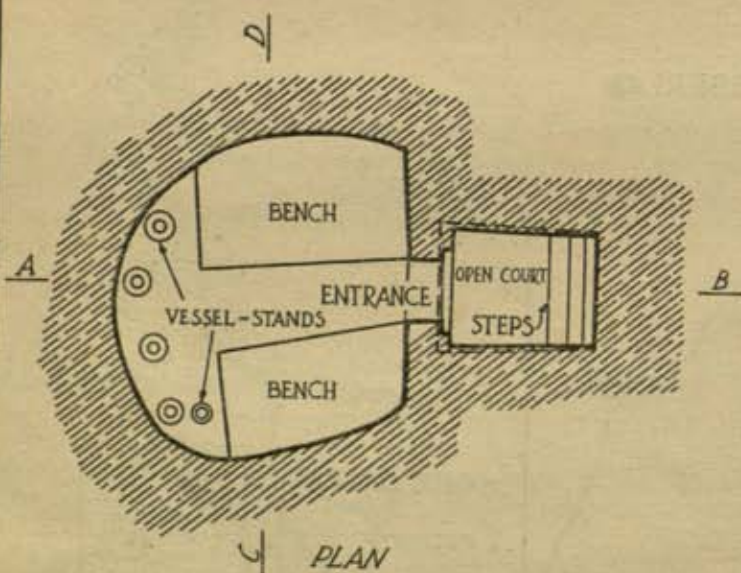 D
BENCH
A
OPEN COURT
B
ENTRANCE
VESSEL-STANDS
STEPS
BENCH
C
PLAN